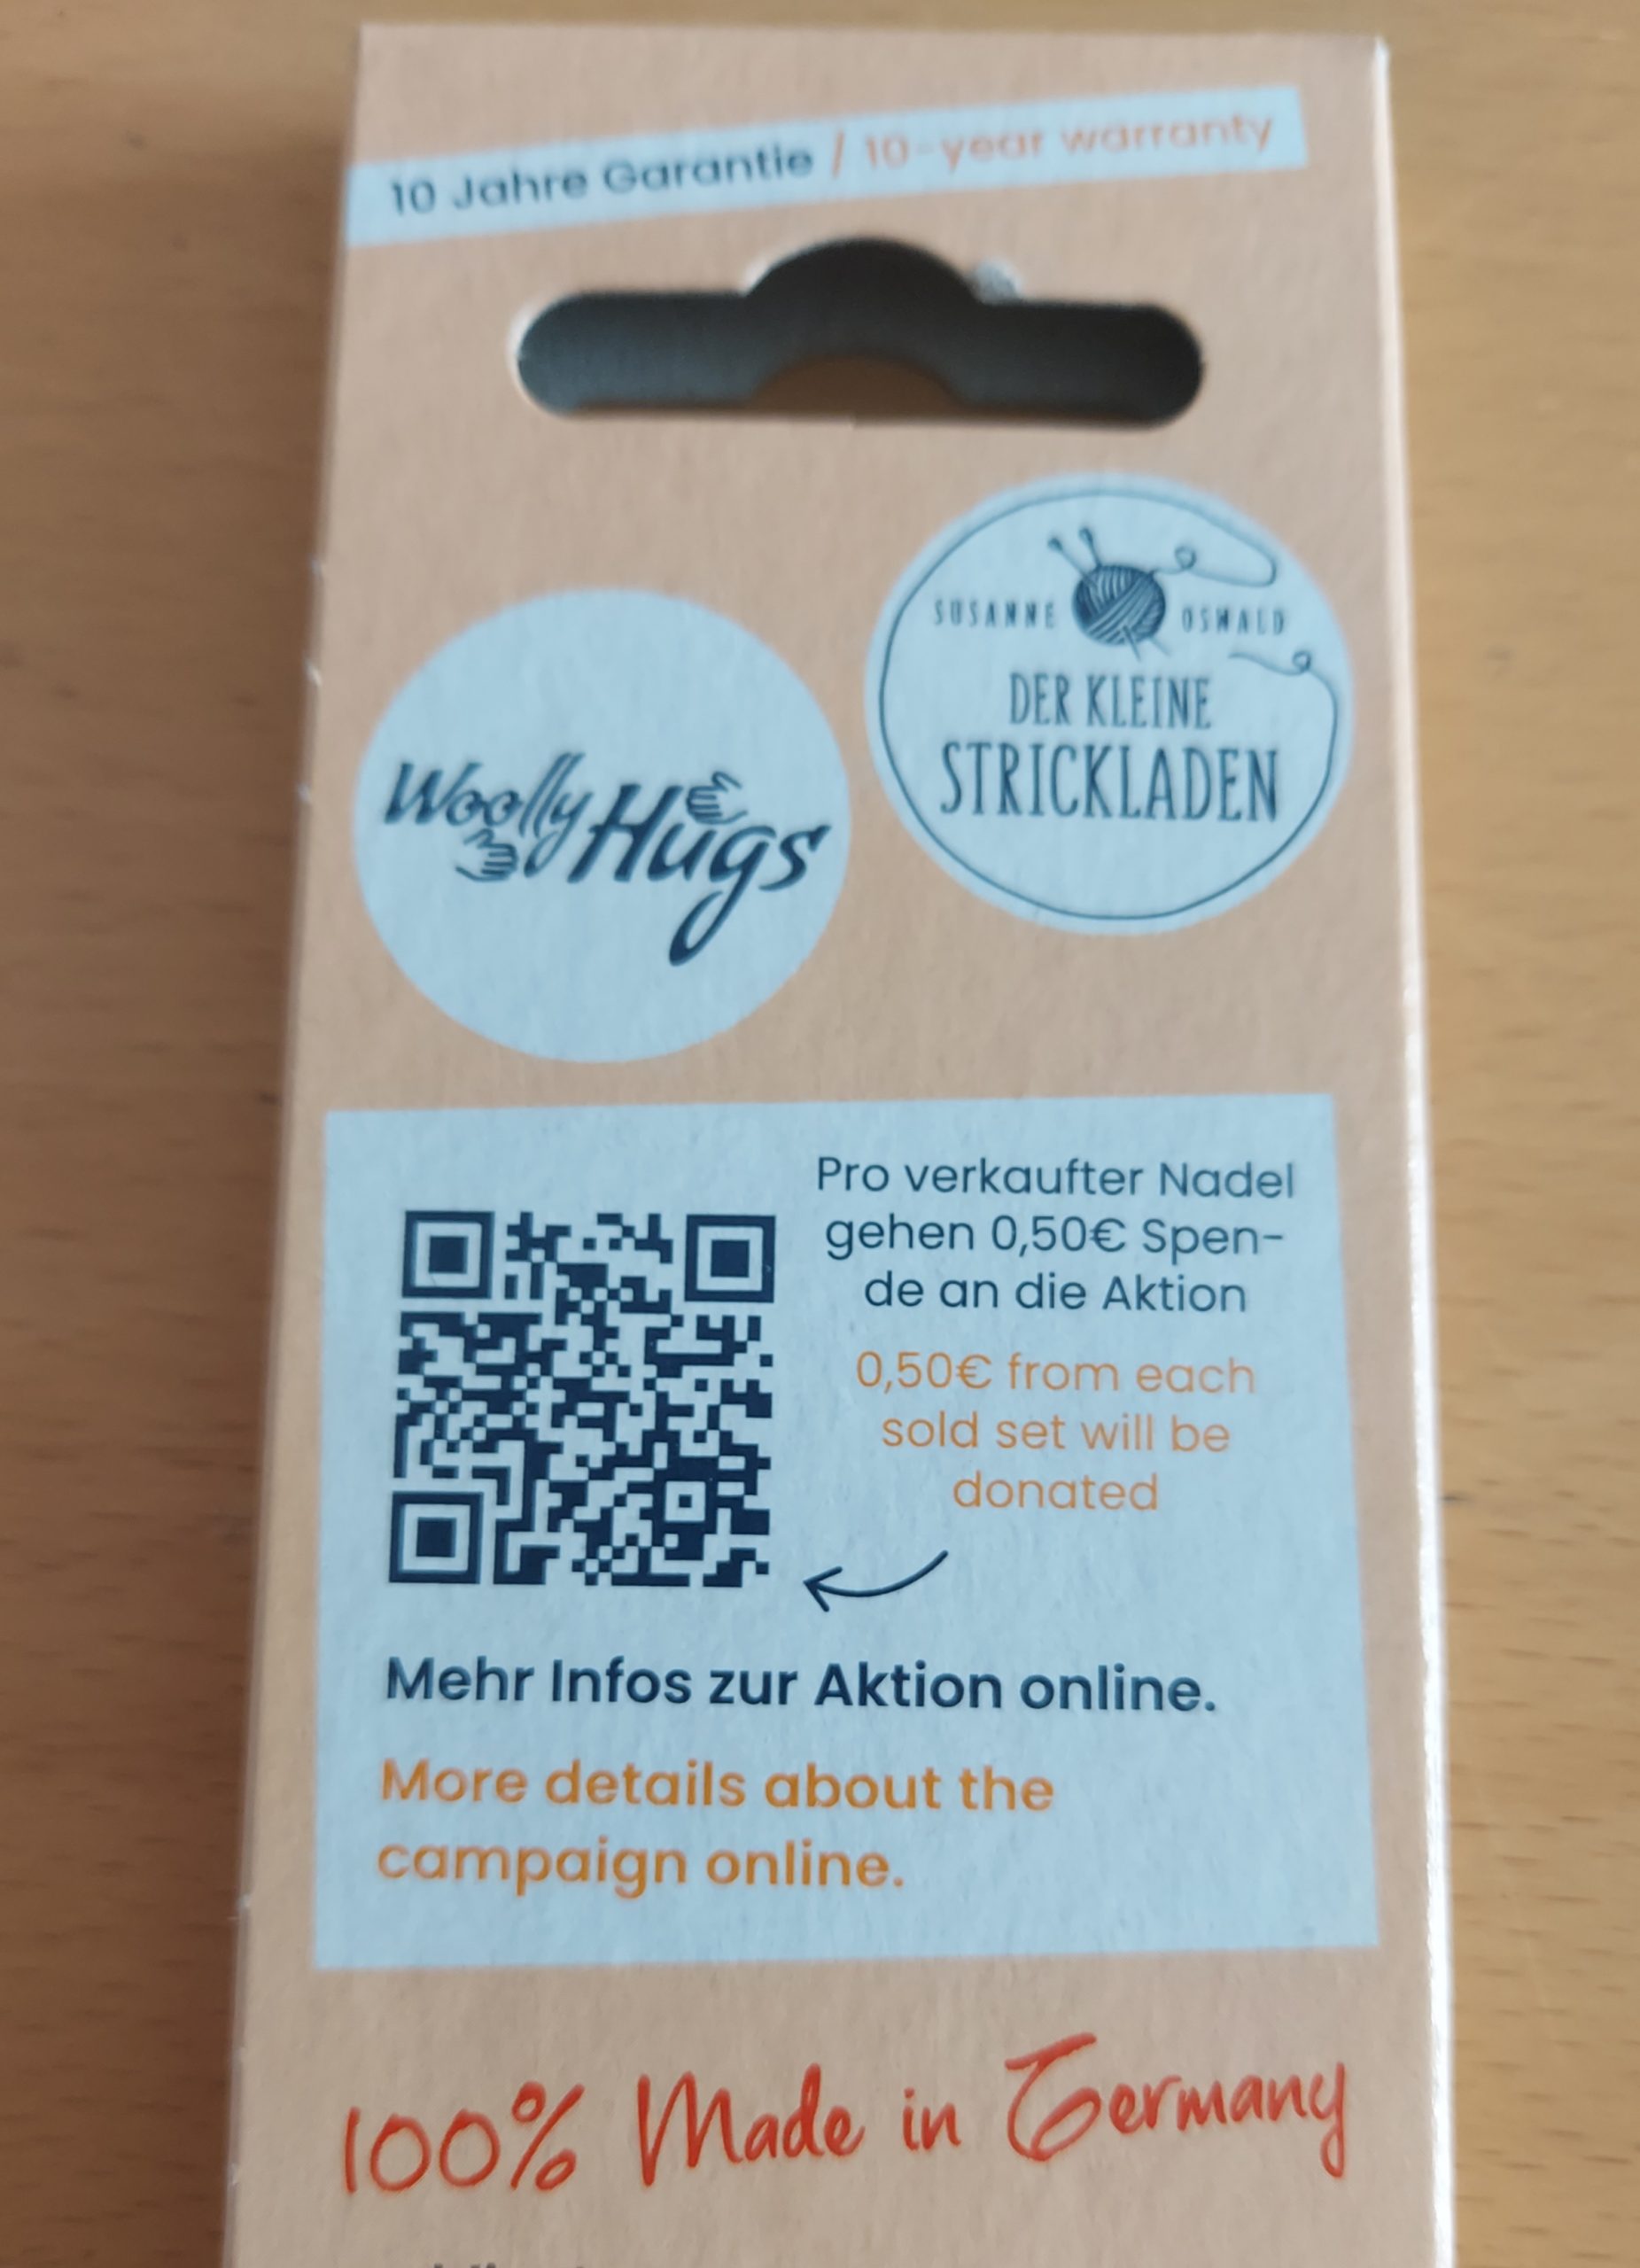 10 Jahre Garantie / 10-year warranty
SUSANNE OSWALD
DER KLEINE
STRICKLADEN
Woolly Hugs
Pro verkaufter Nadel
gehen 0,50€ Spen-
de an die Aktion
0,50€ from each
sold set will be
donated
Mehr Infos zur Aktion online.
More details about the
campaign online.
100% Made in Germany